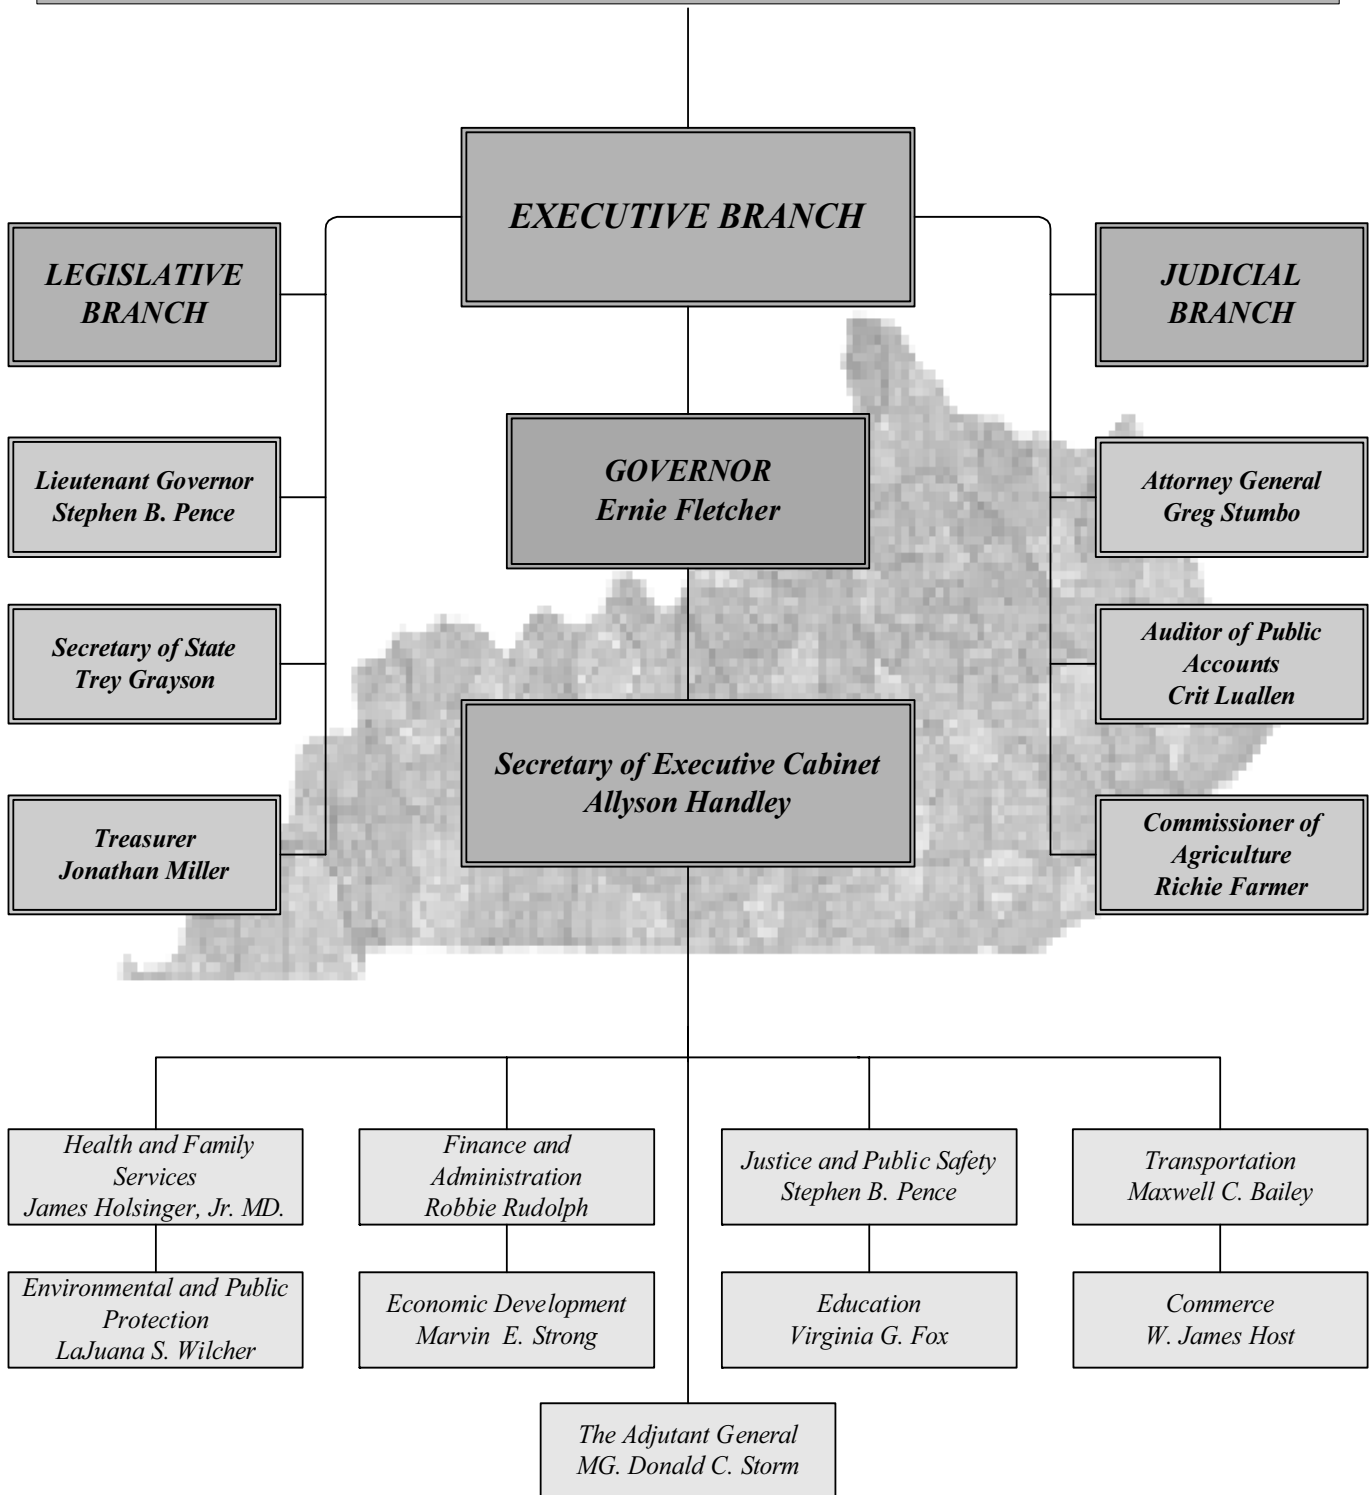 EXECUTIVE BRANCH
LEGISLATIVE
BRANCH
JUDICIAL
BRANCH
GOVERNOR
Ernie Fletcher
Lieutenant Governor
Stephen B. Pence
Attorney General
Greg Stumbo
Secretary of State
Trey Grayson
Auditor of Public
Accounts
Crit Luallen
Secretary of Executive Cabinet
Allyson Handley
Treasurer
Jonathan Miller
Commissioner of
Agriculture
Richie Farmer
Health and Family
Services
James Holsinger, Jr. MD.
Finance and
Administration
Robbie Rudolph
Justice and Public Safety
Stephen B. Pence
Transportation
Maxwell C. Bailey
Environmental and Public
Protection
LaJuana S. Wilcher
Economic Development
Marvin  E. Strong
Education
Virginia G. Fox
Commerce
W. James Host
The Adjutant General
MG. Donald C. Storm